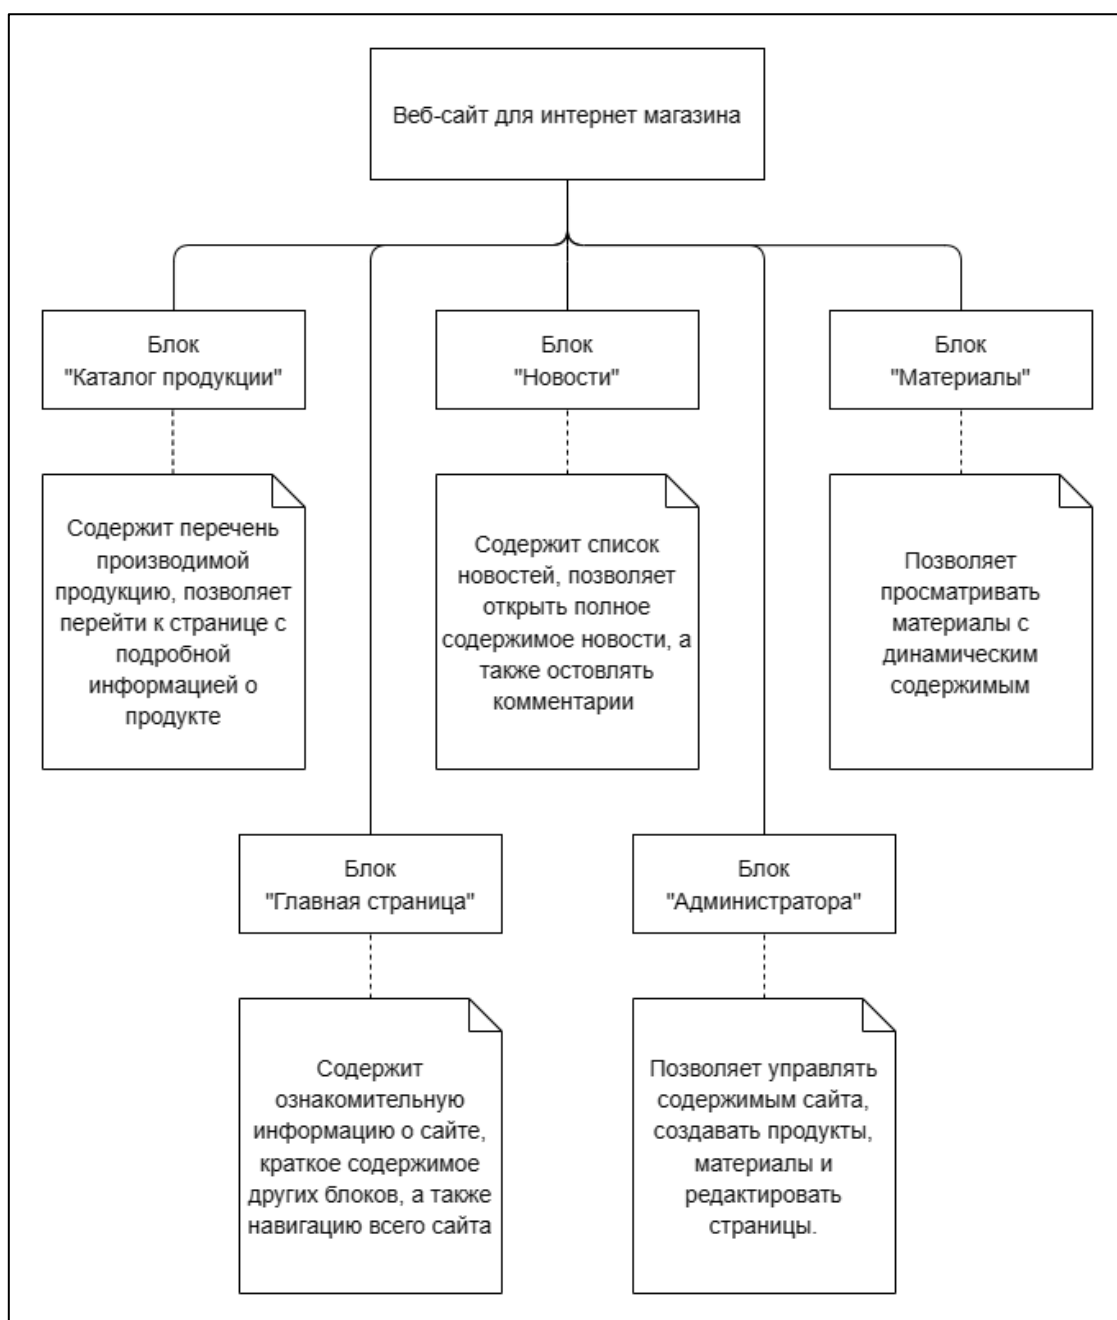 Веб-сайт для интернет магазина
Блок
"Каталог продукции"
Блок
"Новости"
Блок
"Материалы"
Содержит перечень
производимой
продукцию, позволяет
перейти к странице с
подробной
информацией о
продукте
Содержит список
новостей, позволяет
открыть полное
содержимое новости, а
также остовлять
комментарии
Позволяет
просматривать
материалы с
динамическим
содержимым
Блок
"Главная страница"
Блок
"Администратора"
Содержит
ознакомительную
информацию о сайте,
краткое содержимое
других блоков, а также
навигацию всего сайта
Позволяет управлять
содержимым сайта,
создавать продукты,
материалы и
редактировать
страницы.